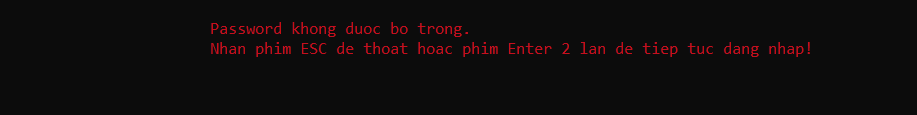 Password khong duoc bo trong.
Nhan phim ESC de thoat hoac phim Enter 2 lan de tiep tuc dang nhap!